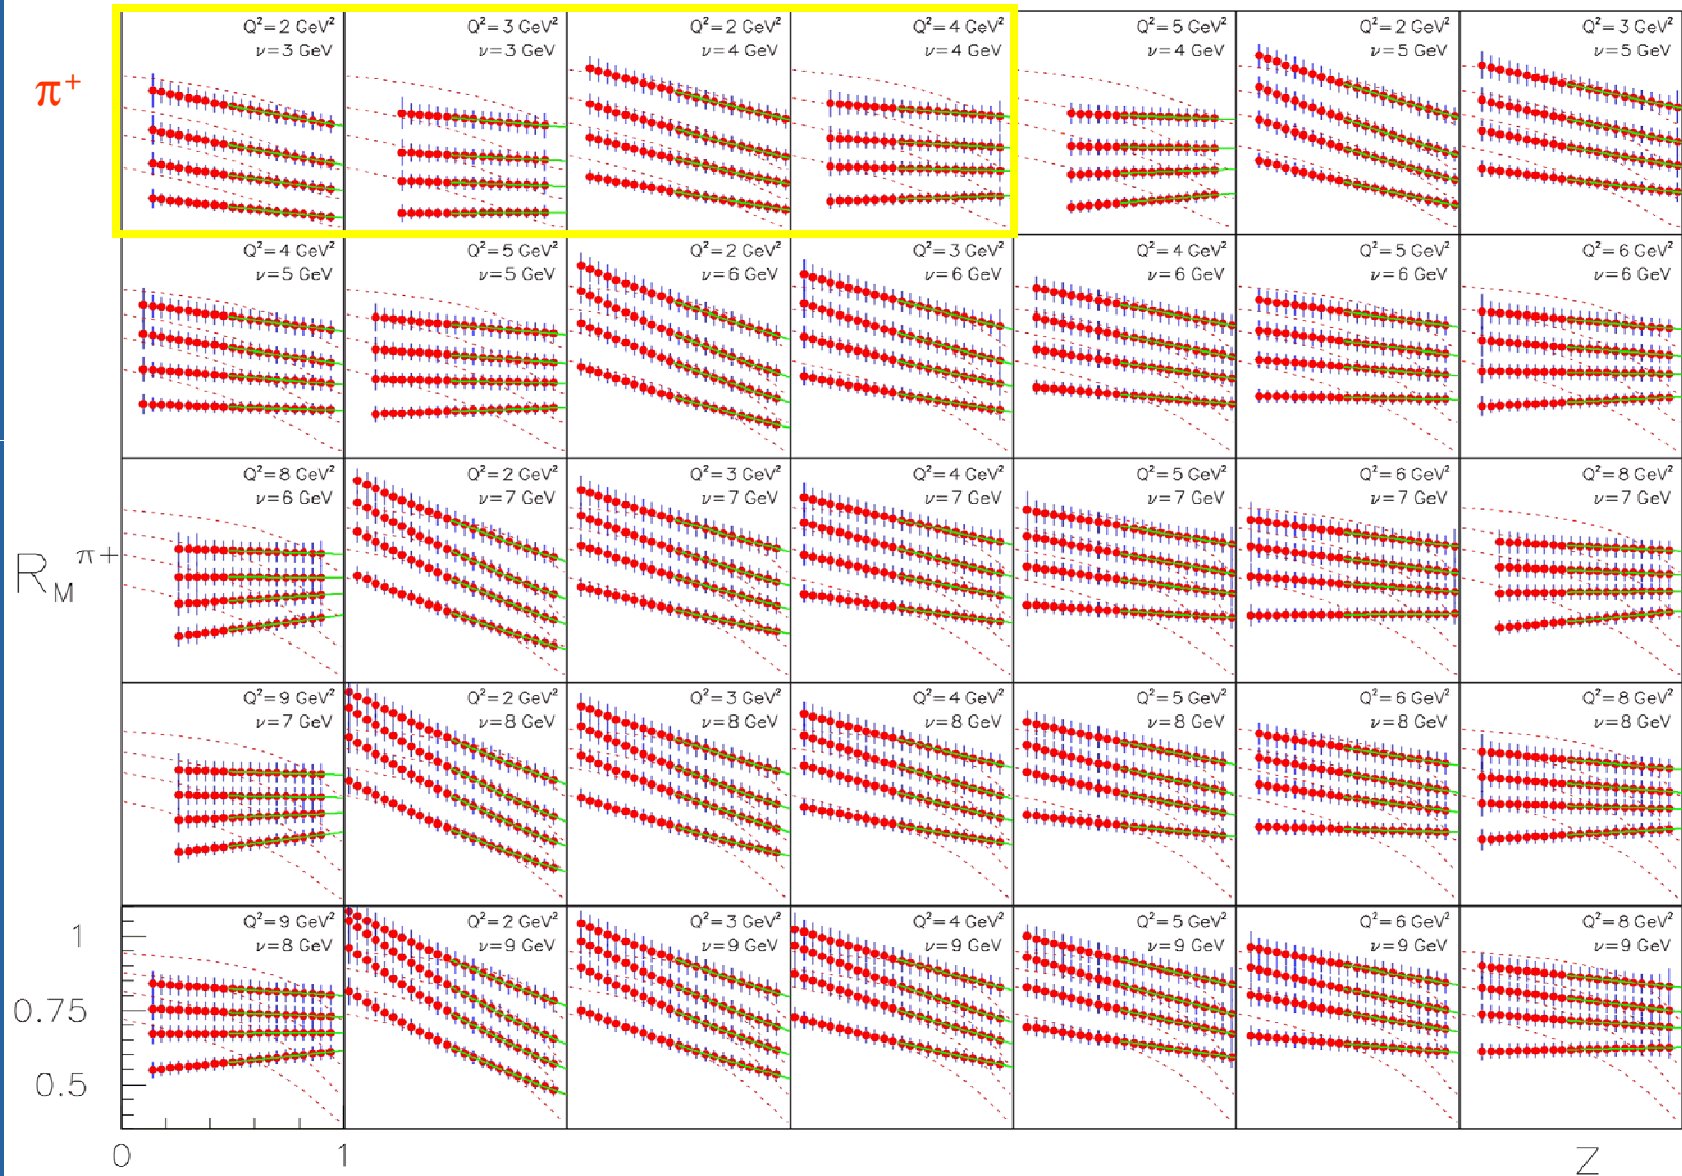 π⁺
Q²=2 GeV²
ν=3 GeV
Q²=3 GeV²
ν=3 GeV
Q²=2 GeV²
ν=4 GeV
Q²=4 GeV²
ν=4 GeV
Q²=5 GeV²
ν=4 GeV
Q²=2 GeV²
ν=5 GeV
Q²=3 GeV²
ν=5 GeV
Q²=4 GeV²
ν=5 GeV
Q²=5 GeV²
ν=5 GeV
Q²=2 GeV²
ν=6 GeV
Q²=3 GeV²
ν=6 GeV
Q²=4 GeV²
ν=6 GeV
Q²=5 GeV²
ν=6 GeV
Q²=6 GeV²
ν=6 GeV
R_M π+
Q²=8 GeV²
ν=6 GeV
Q²=2 GeV²
ν=7 GeV
Q²=3 GeV²
ν=7 GeV
Q²=4 GeV²
ν=7 GeV
Q²=5 GeV²
ν=7 GeV
Q²=6 GeV²
ν=7 GeV
Q²=8 GeV²
ν=7 GeV
Q²=9 GeV²
ν=7 GeV
Q²=2 GeV²
ν=8 GeV
Q²=3 GeV²
ν=8 GeV
Q²=4 GeV²
ν=8 GeV
Q²=5 GeV²
ν=8 GeV
Q²=6 GeV²
ν=8 GeV
Q²=8 GeV²
ν=8 GeV
Q²=9 GeV²
ν=8 GeV
Q²=2 GeV²
ν=9 GeV
Q²=3 GeV²
ν=9 GeV
Q²=4 GeV²
ν=9 GeV
Q²=5 GeV²
ν=9 GeV
Q²=6 GeV²
ν=9 GeV
Q²=8 GeV²
ν=9 GeV
1
0.75
0.5
0 1 Z